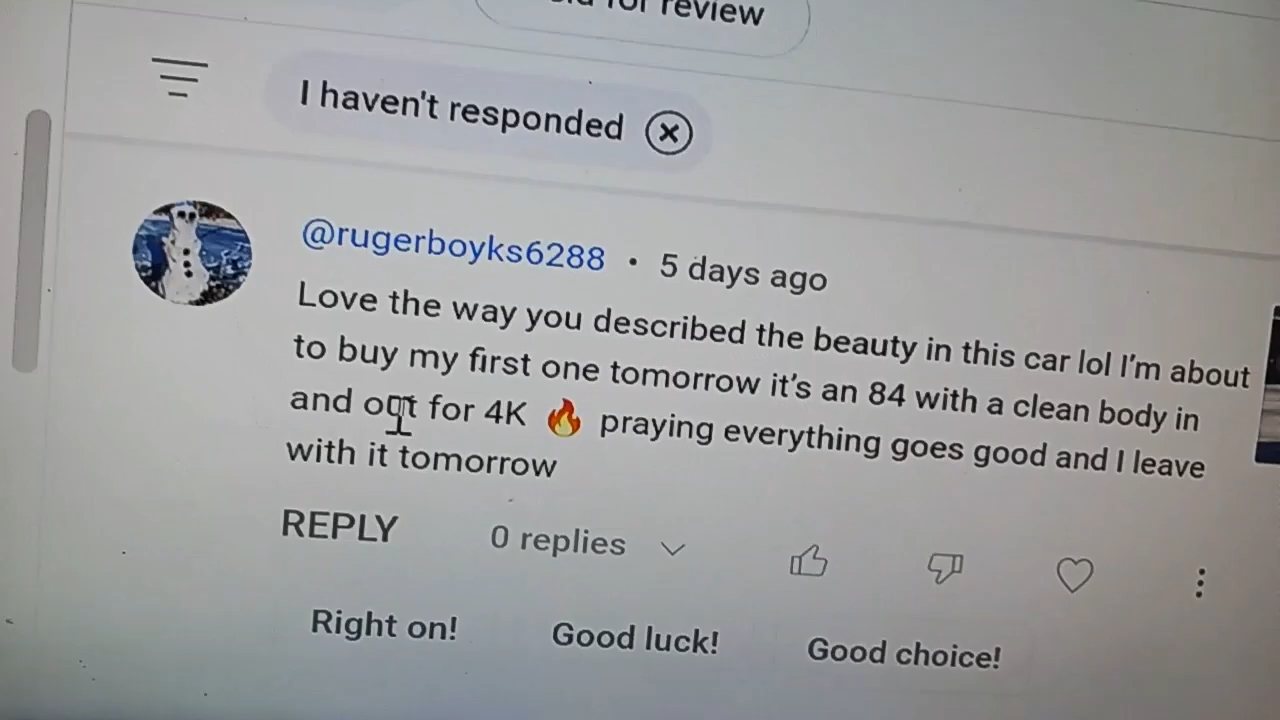 for review
I haven't responded
@rugerboyks6288 • 5 days ago
Love the way you described the beauty in this car lol I'm about
to buy my first one tomorrow it's an 84 with a clean body in
and out for 4K 🔥 praying everything goes good and I leave
with it tomorrow
REPLY 0 replies
Right on! Good luck! Good choice!